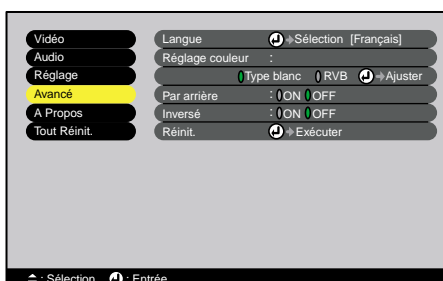 Vidéo
Audio
Réglage
Avancé
A Propos
Tout Réinit.
Langue Sélection [Français]
Réglage couleur :
Type blanc RVB Ajuster
Par arrière : ON OFF
Inversé : ON OFF
Réinit. Exécuter
: Sélection : Entrée